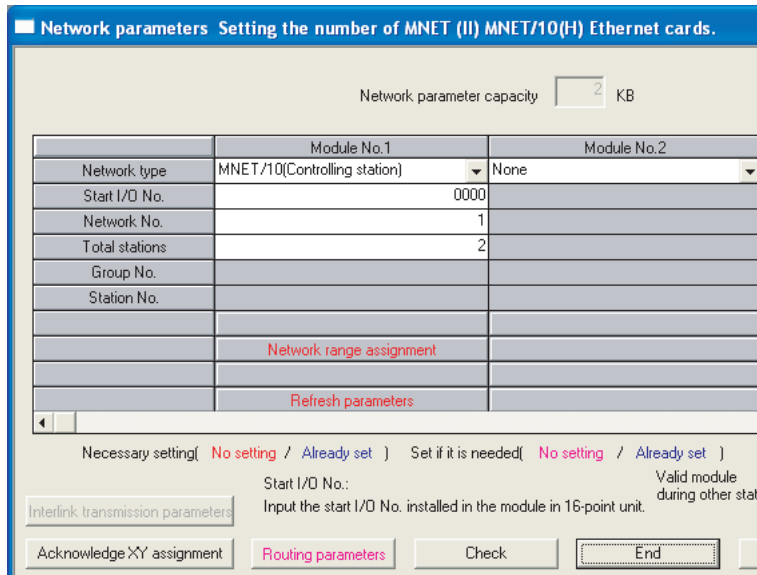 Network parameters Setting the number of MNET (II) MNET/10(H) Ethernet cards.
Network parameter capacity 2 KB
Module No.1 Module No.2
Network type MNET/10(Controlling station) None
Start I/O No. 0000
Network No. 1
Total stations 2
Group No.
Station No.
Network range assignment
Refresh parameters
Necessary setting( No setting / Already set ) Set if it is needed( No setting / Already set )
Start I/O No.: Valid module
Input the start I/O No. installed in the module in 16-point unit. during other stat
Interlink transmission parameters
Acknowledge XY assignment Routing parameters Check End